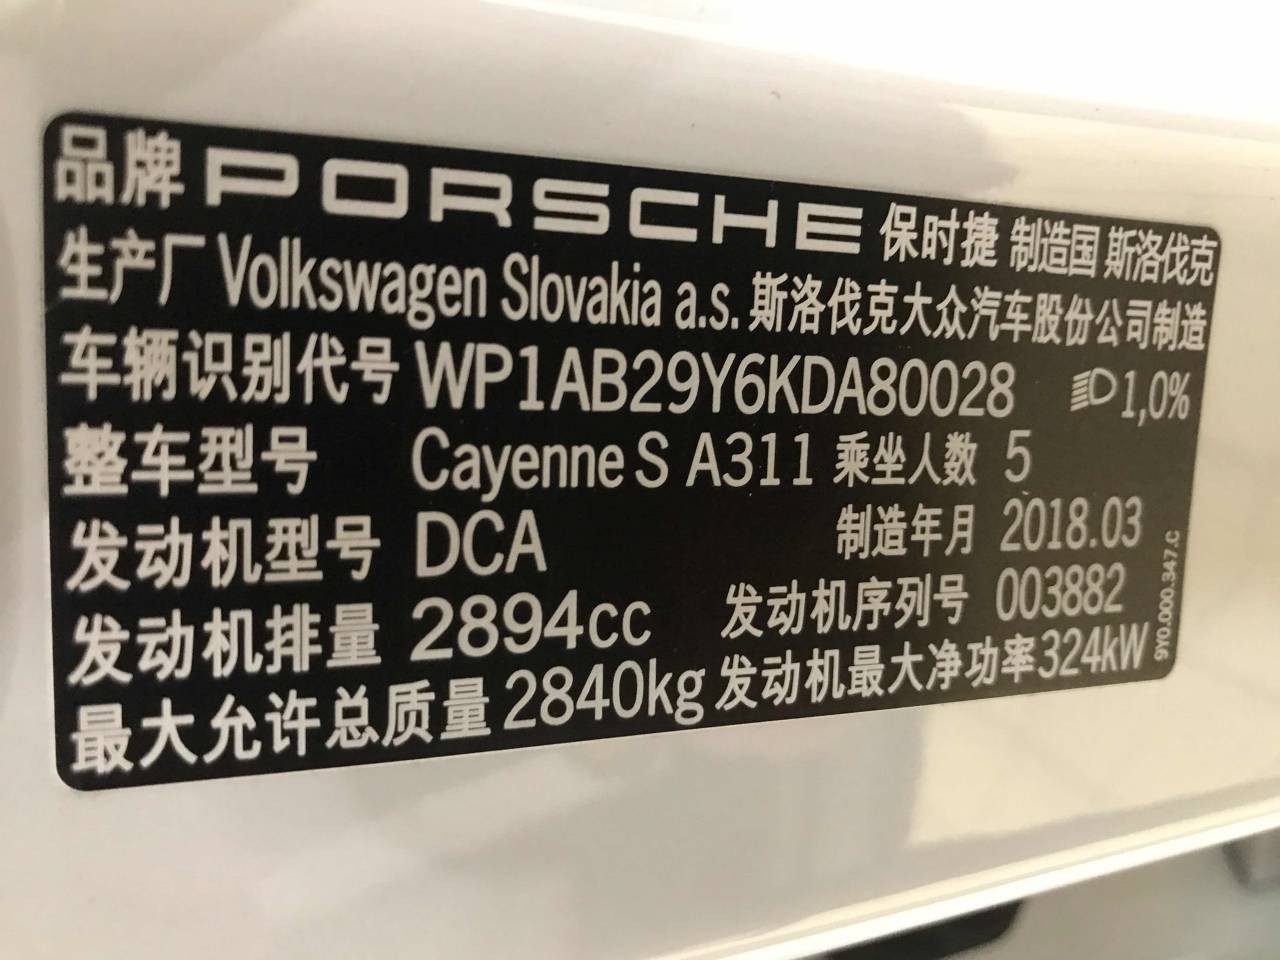 品牌 PORSCHE 保时捷 制造国 斯洛伐克
生产厂 Volkswagen Slovakia a.s. 斯洛伐克大众汽车股份公司制造
车辆识别代号 WP1AB29Y6KDA80028 1,0%
整车型号 Cayenne S A311 乘坐人数 5
发动机型号 DCA 制造年月 2018.03
发动机排量 2894cc 发动机序列号 003882
最大允许总质量 2840kg 发动机最大净功率 324kW
9Y0.000.347.C